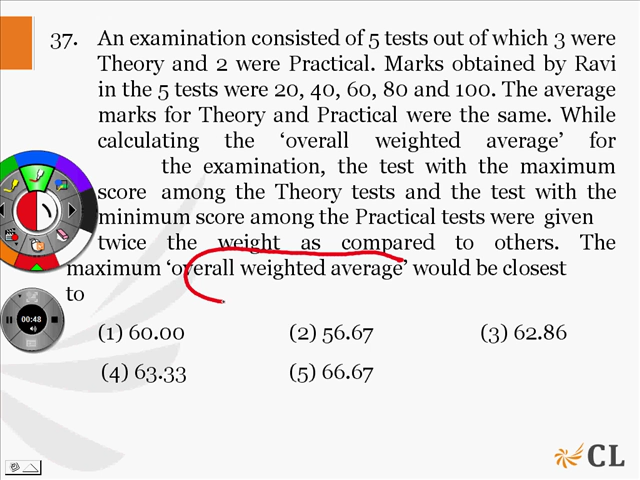 37. An examination consisted of 5 tests out of which 3 were
Theory and 2 were Practical. Marks obtained by Ravi
in the 5 tests were 20, 40, 60, 80 and 100. The average
marks for Theory and Practical were the same. While
calculating the ‘overall weighted average’ for
the examination, the test with the maximum
score among the Theory tests and the test with the
minimum score among the Practical tests were given
twice the weight as compared to others. The
maximum ‘overall weighted average’ would be closest
to
(1) 60.00 (2) 56.67 (3) 62.86
(4) 63.33 (5) 66.67
00:48
CL